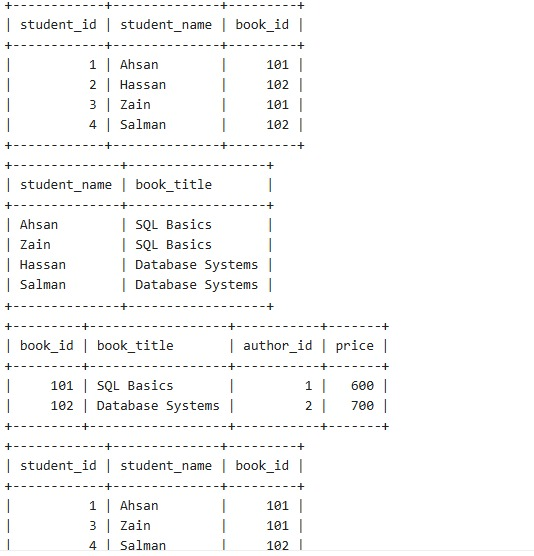 +------------+--------------+---------+
| student_id | student_name | book_id |
+------------+--------------+---------+
|          1 | Ahsan        |     101 |
|          2 | Hassan       |     102 |
|          3 | Zain         |     101 |
|          4 | Salman       |     102 |
+------------+--------------+---------+
+--------------+------------------+
| student_name | book_title       |
+--------------+------------------+
| Ahsan        | SQL Basics       |
| Zain         | SQL Basics       |
| Hassan       | Database Systems |
| Salman       | Database Systems |
+--------------+------------------+
+---------+------------------+-----------+-------+
| book_id | book_title       | author_id | price |
+---------+------------------+-----------+-------+
|     101 | SQL Basics       |         1 |   600 |
|     102 | Database Systems |         2 |   700 |
+---------+------------------+-----------+-------+
+------------+--------------+---------+
| student_id | student_name | book_id |
+------------+--------------+---------+
|          1 | Ahsan        |     101 |
|          3 | Zain         |     101 |
|          4 | Salman       |     102 |